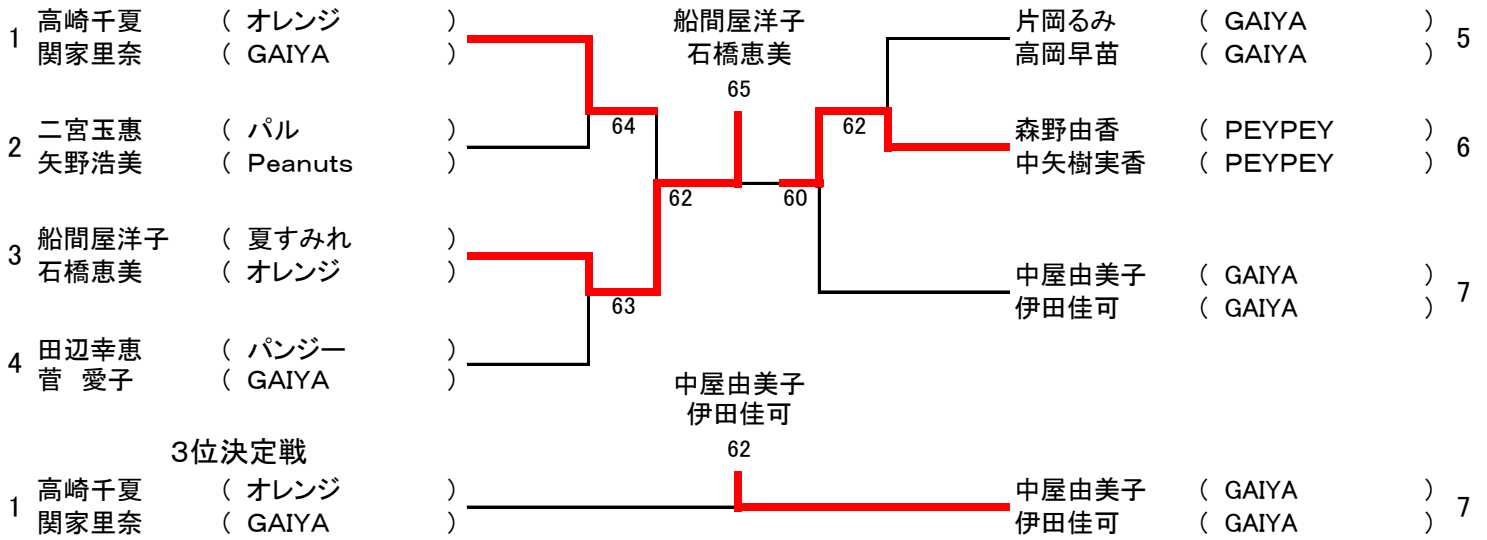 1 高崎千夏 ( オレンジ )
関家里奈 ( GAIYA )
2 二宮玉惠 ( パル )
矢野浩美 ( Peanuts )
3 船間屋洋子 ( 夏すみれ )
石橋恵美 ( オレンジ )
4 田辺幸恵 ( パンジー )
菅 愛子 ( GAIYA )
64
63
62
船間屋洋子
石橋恵美
65
62
60
片岡るみ ( GAIYA ) 5
高岡早苗 ( GAIYA )
森野由香 ( PEYPEY ) 6
中矢樹実香 ( PEYPEY )
中屋由美子 ( GAIYA ) 7
伊田佳可 ( GAIYA )
3位決定戦
中屋由美子
伊田佳可
62
1 高崎千夏 ( オレンジ )
関家里奈 ( GAIYA )
中屋由美子 ( GAIYA ) 7
伊田佳可 ( GAIYA )